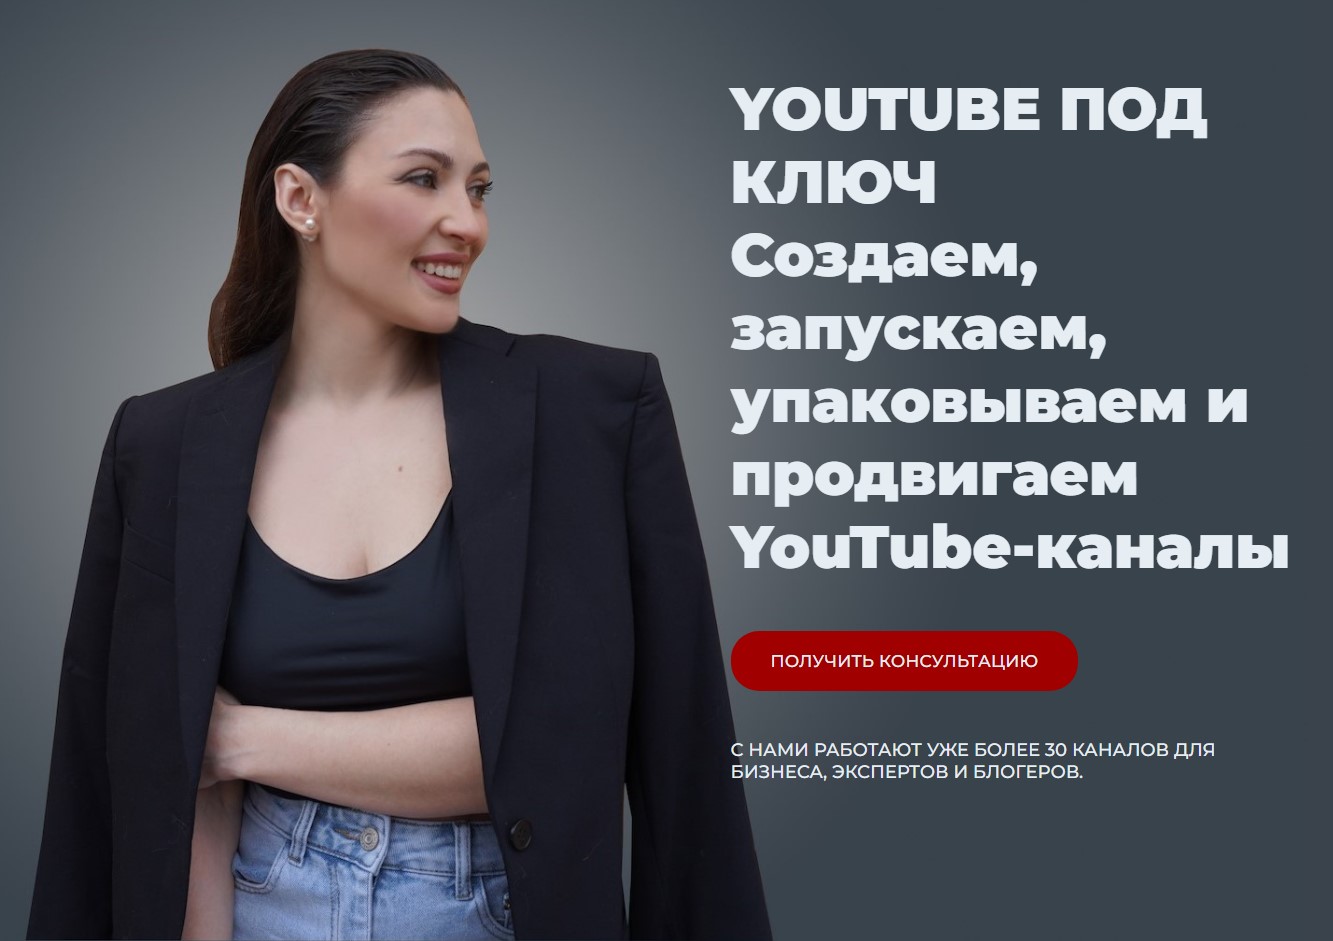 YOUTUBE ПОД
КЛЮЧ
Создаем,
запускаем,
упаковываем и
продвигаем
YouTube-каналы
ПОЛУЧИТЬ КОНСУЛЬТАЦИЮ
С НАМИ РАБОТАЮТ УЖЕ БОЛЕЕ 30 КАНАЛОВ ДЛЯ
БИЗНЕСА, ЭКСПЕРТОВ И БЛОГЕРОВ.